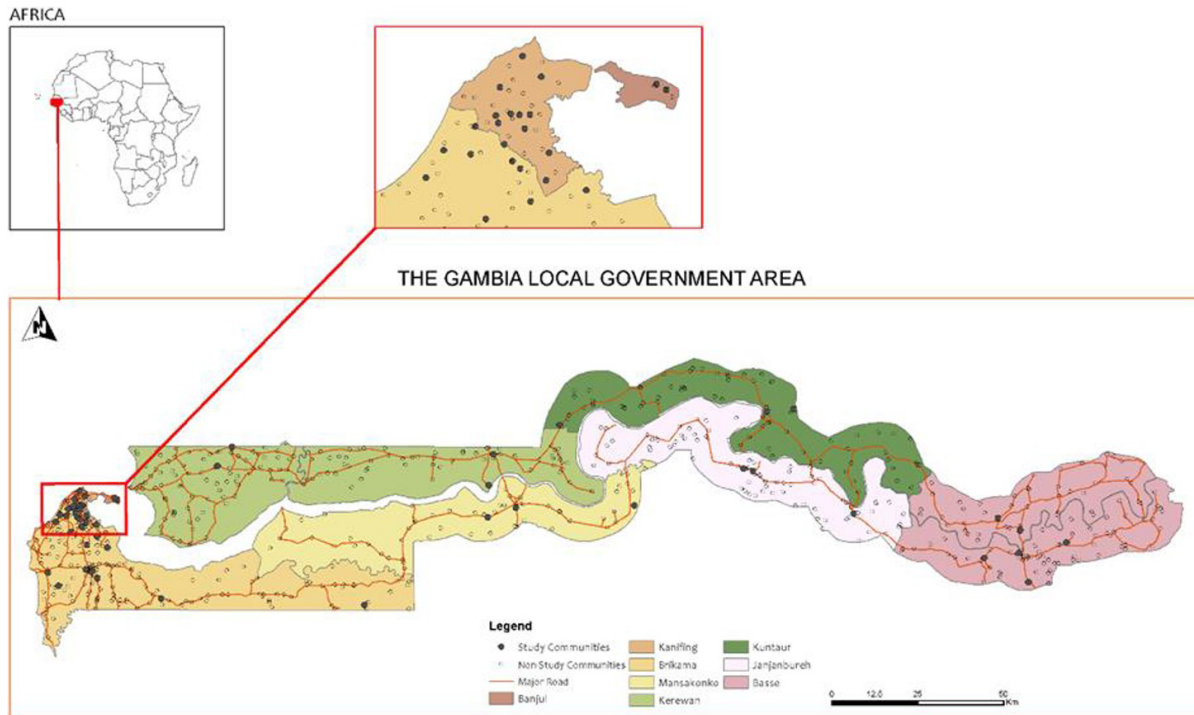 AFRICA
THE GAMBIA LOCAL GOVERNMENT AREA
N
Legend
Study Communities
Non Study Communities
Major Road
Banjul
Kanifing
Brikama
Mansakonko
Kerewan
Kuntaur
Janjanbureh
Basse
0 12.5 25 50
Km